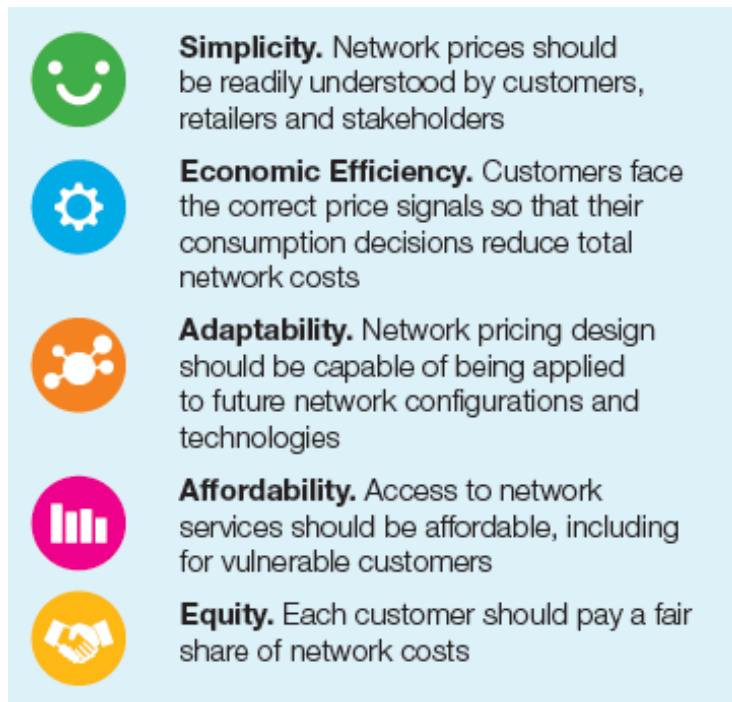 Simplicity. Network prices should
be readily understood by customers,
retailers and stakeholders
Economic Efficiency. Customers face
the correct price signals so that their
consumption decisions reduce total
network costs
Adaptability. Network pricing design
should be capable of being applied
to future network configurations and
technologies
Affordability. Access to network
services should be affordable, including
for vulnerable customers
Equity. Each customer should pay a fair
share of network costs